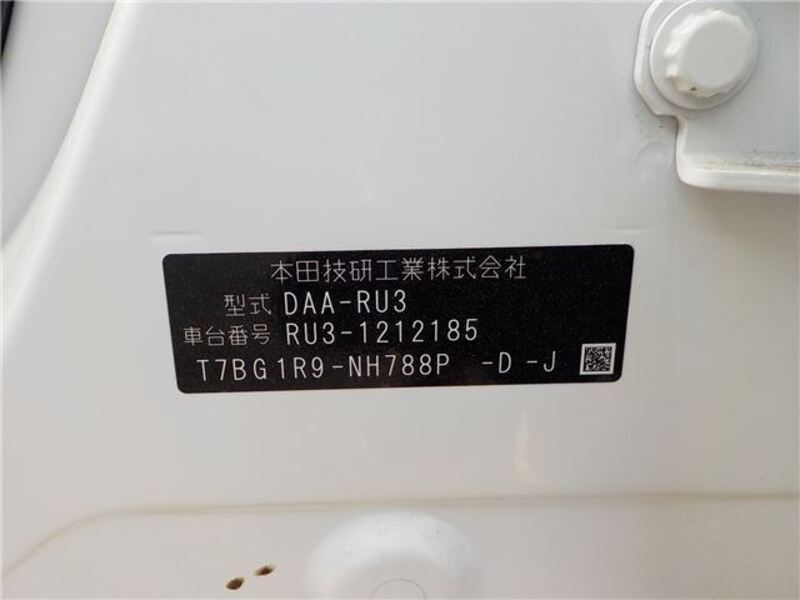 本田技研工業株式会社
型式 DAA-RU3
車台番号 RU3-1212185
T7BG1R9-NH788P -D-J